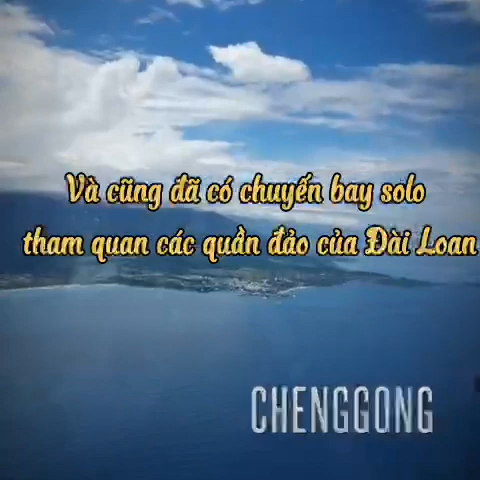 Và cũng đã có chuyến bay solo
tham quan các quần đảo của Đài Loan
CHENGGONG